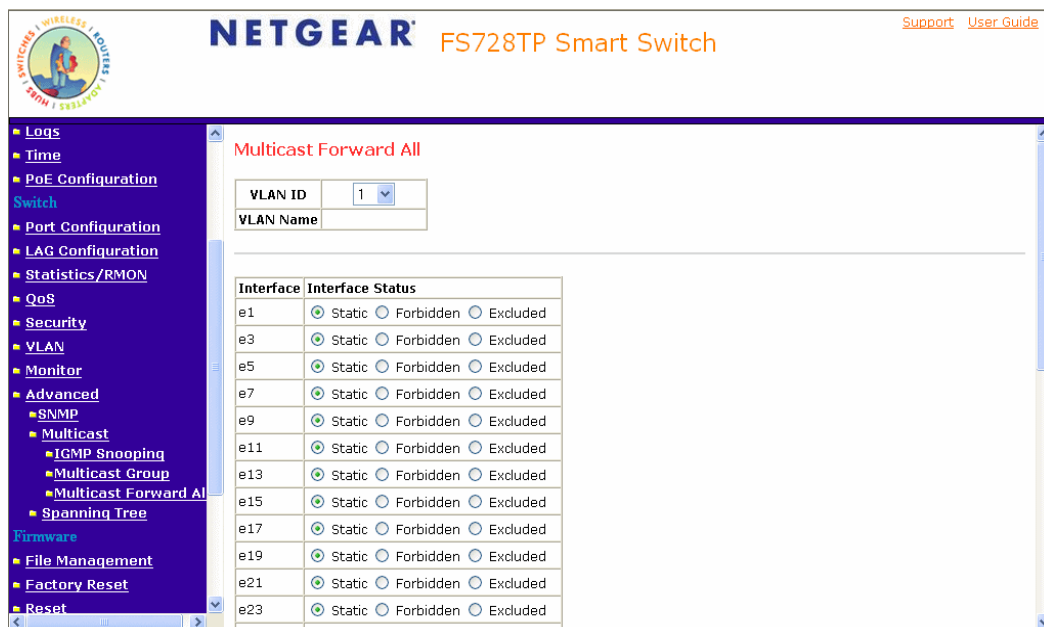 SWITCHES | WIRELESS | ROUTERS | ADAPTERS | HUBS |
NETGEAR
FS728TP Smart Switch
Support User Guide
Logs
Time
PoE Configuration
Switch
Port Configuration
LAG Configuration
Statistics/RMON
QoS
Security
VLAN
Monitor
Advanced
SNMP
Multicast
IGMP Snooping
Multicast Group
Multicast Forward Al
Spanning Tree
Firmware
File Management
Factory Reset
Reset
Multicast Forward All
VLAN ID 1
VLAN Name
Interface Interface Status
e1 Static Forbidden Excluded
e3 Static Forbidden Excluded
e5 Static Forbidden Excluded
e7 Static Forbidden Excluded
e9 Static Forbidden Excluded
e11 Static Forbidden Excluded
e13 Static Forbidden Excluded
e15 Static Forbidden Excluded
e17 Static Forbidden Excluded
e19 Static Forbidden Excluded
e21 Static Forbidden Excluded
e23 Static Forbidden Excluded